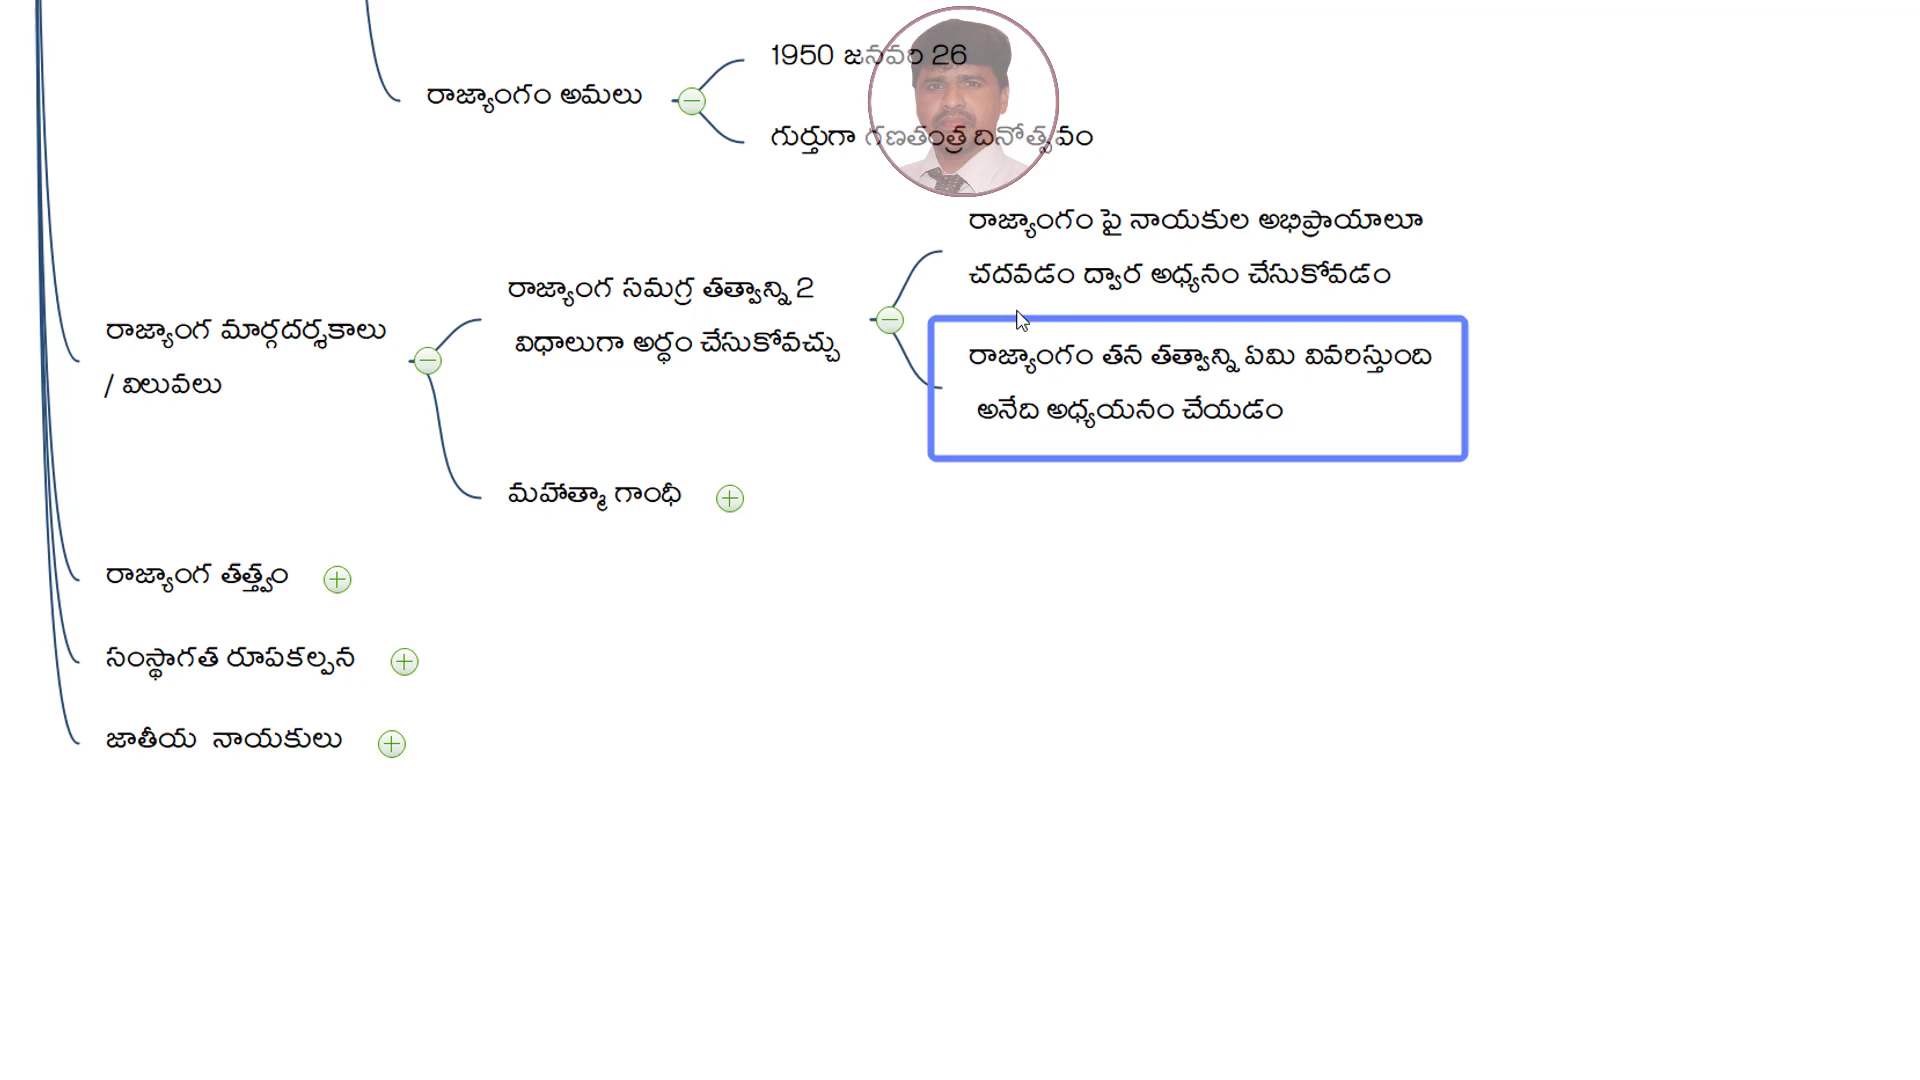 1950 జనవరి 26
రాజ్యాంగం అమలు
గుర్తుగా గణతంత్ర దినోత్సవం
రాజ్యాంగ మార్గదర్శకాలు
/ విలువలు
రాజ్యాంగ సమగ్ర తత్వాన్ని 2
విధాలుగా అర్ధం చేసుకోవచ్చు
రాజ్యాంగం పై నాయకుల అభిప్రాయాలూ
చదవడం ద్వార అధ్యనం చేసుకోవడం
రాజ్యాంగం తన తత్వాన్ని ఏమి వివరిస్తుంది
అనేది అధ్యయనం చేయడం
మహాత్మా గాంధీ
రాజ్యాంగ తత్త్వం
సంస్థాగత రూపకల్పన
జాతీయ నాయకులు